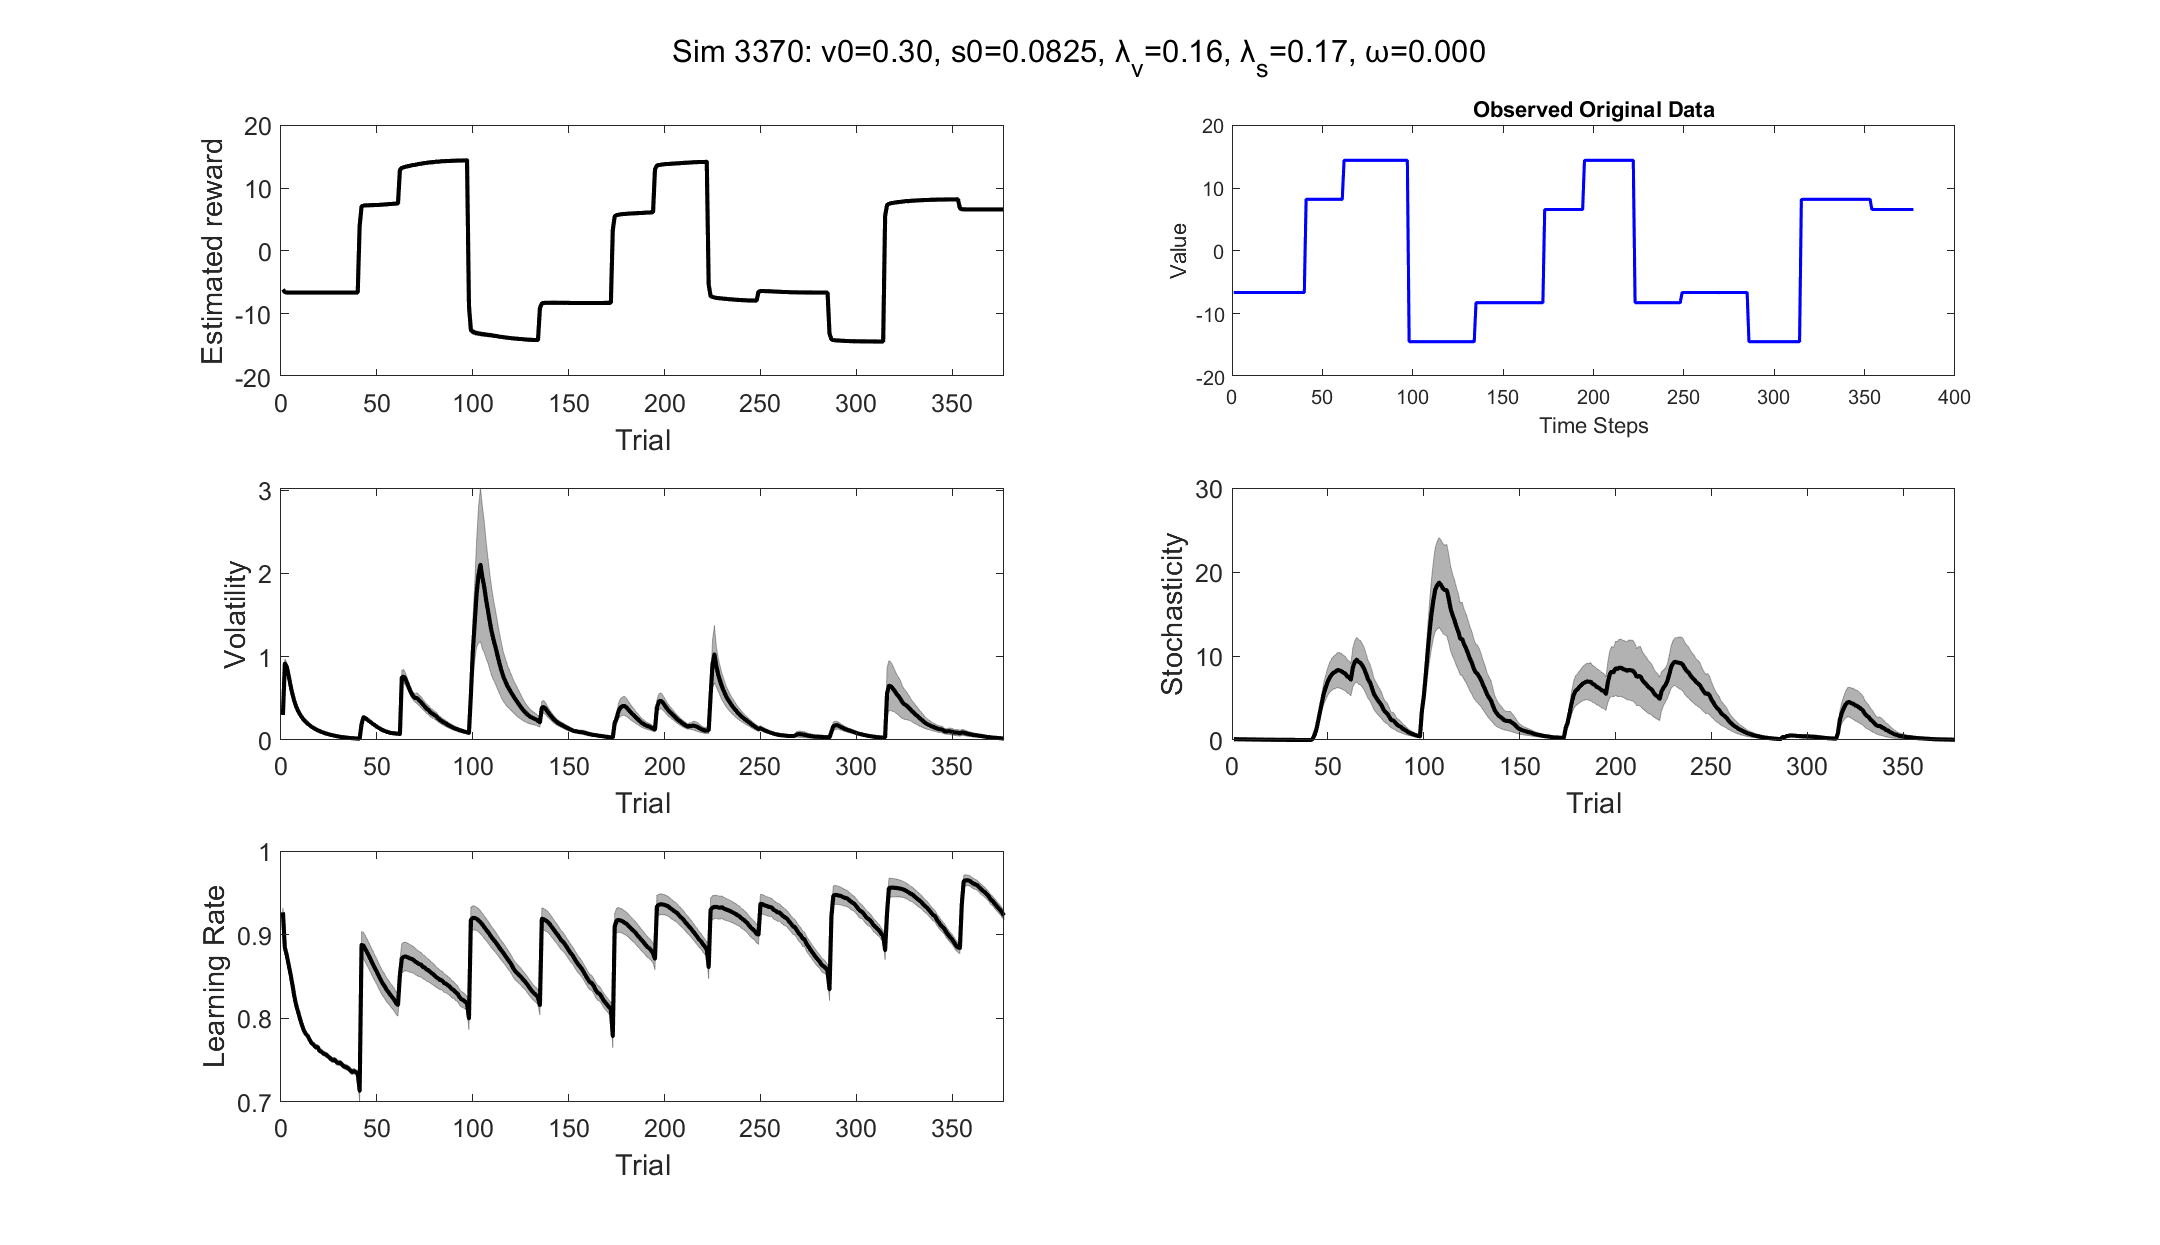 Sim 3370: v0=0.30, s0=0.0825, λv=0.16, λs=0.17, ω=0.000
Estimated reward
20
10
0
-10
-20
0 50 100 150 200 250 300 350
Trial
Observed Original Data
Value
20
10
0
-10
-20
0 50 100 150 200 250 300 350 400
Time Steps
Volatility
3
2
1
0
0 50 100 150 200 250 300 350
Trial
Stochasticity
30
20
10
0
0 50 100 150 200 250 300 350
Trial
Learning Rate
1
0.9
0.8
0.7
0 50 100 150 200 250 300 350
Trial